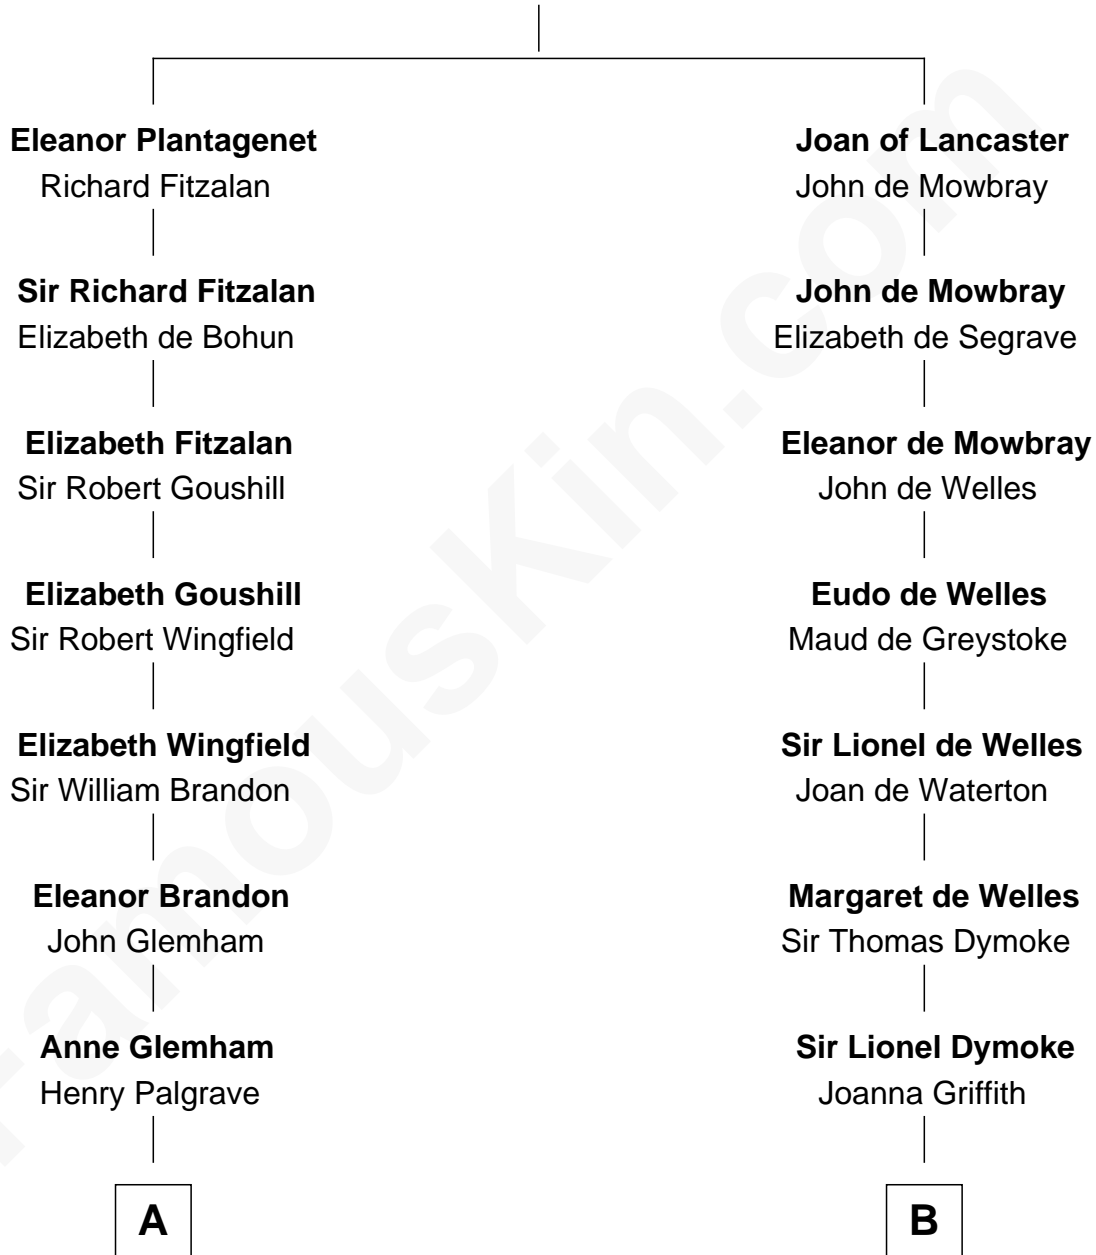 Eleanor Plantagenet
Richard Fitzalan
Sir Richard Fitzalan
Elizabeth de Bohun
Elizabeth Fitzalan
Sir Robert Goushill
Elizabeth Goushill
Sir Robert Wingfield
Elizabeth Wingfield
Sir William Brandon
Eleanor Brandon
John Glemham
Anne Glemham
Henry Palgrave
A
Joan of Lancaster
John de Mowbray
John de Mowbray
Elizabeth de Segrave
Eleanor de Mowbray
John de Welles
Eudo de Welles
Maud de Greystoke
Sir Lionel de Welles
Joan de Waterton
Margaret de Welles
Sir Thomas Dymoke
Sir Lionel Dymoke
Joanna Griffith
B
FamousKin.com